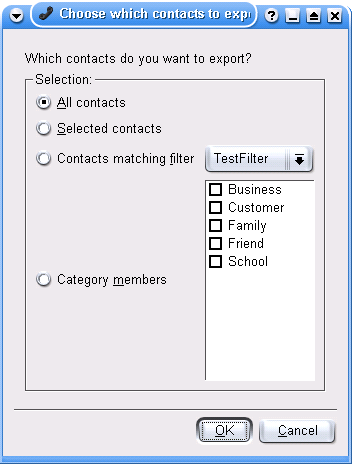 Choose which contacts to exp
Which contacts do you want to export?
Selection:
All contacts
Selected contacts
Contacts matching filter TestFilter
Business
Customer
Family
Friend
School
Category members
OK Cancel